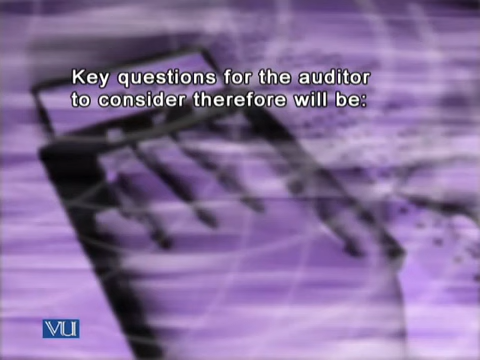 Key questions for the auditor
to consider therefore will be:
VU